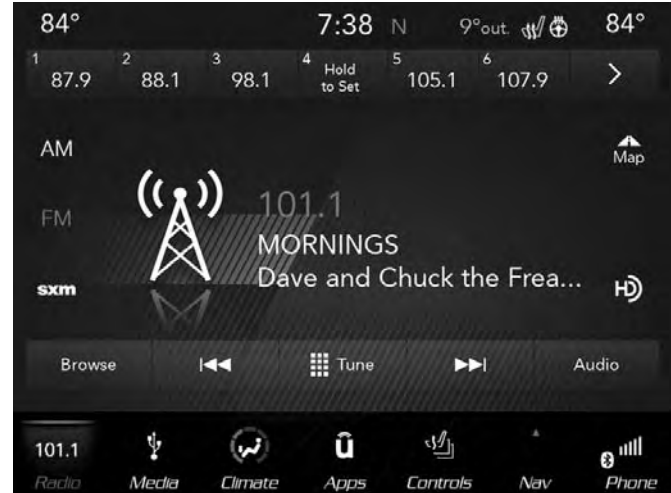 84° 7:38 N 9°out. 84°
1 87.9 2 88.1 3 98.1 4 Hold to Set 5 105.1 6 107.9 >
AM
Map
FM
101.1
MORNINGS
Dave and Chuck the Frea...
sxm
HD
Browse Tune Audio
101.1 û
Radio Media Climate Apps Controls Nav Phone